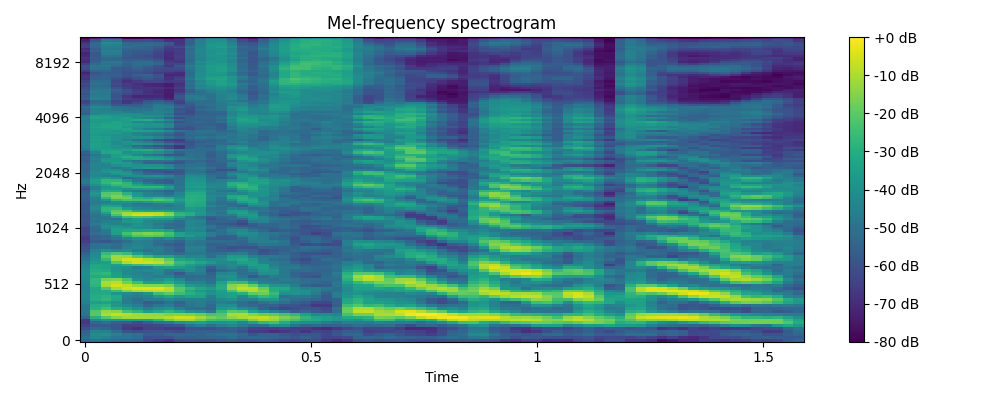 Mel-frequency spectrogram
Hz
8192
4096
2048
1024
512
0
0
0.5
1
1.5
Time
+0 dB
-10 dB
-20 dB
-30 dB
-40 dB
-50 dB
-60 dB
-70 dB
-80 dB